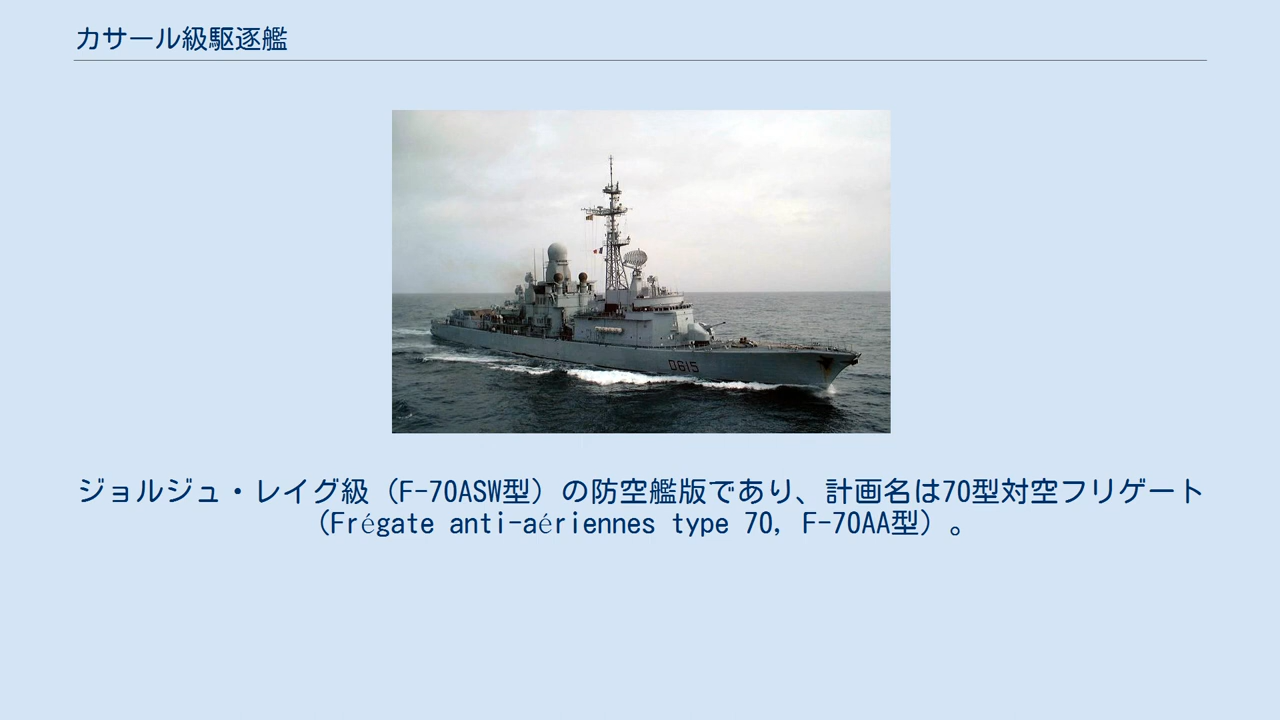 カサール級駆逐艦
D615
ジョルジュ・レイグ級（F-70ASW型）の防空艦版であり、計画名は70型対空フリゲート
（Frégate anti-aériennes type 70, F-70AA型）。